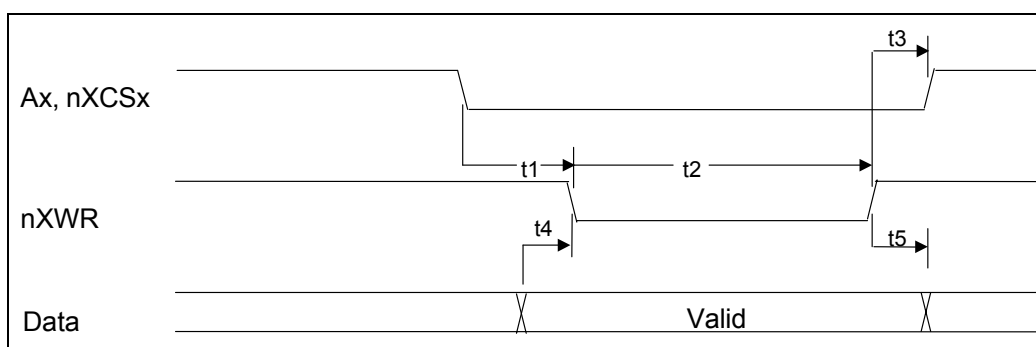 t3
Ax, nXCSx
t1
t2
nXWR
t4
t5
Data
Valid